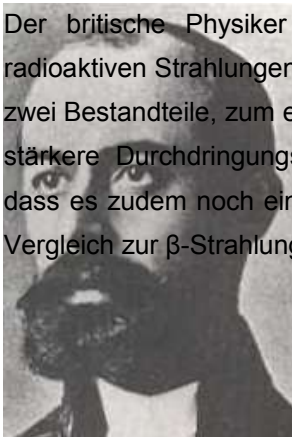 Der britische Physiker
radioaktiven Strahlungen
zwei Bestandteile, zum e
stärkere Durchdringungs
dass es zudem noch ein
Vergleich zur β-Strahlung